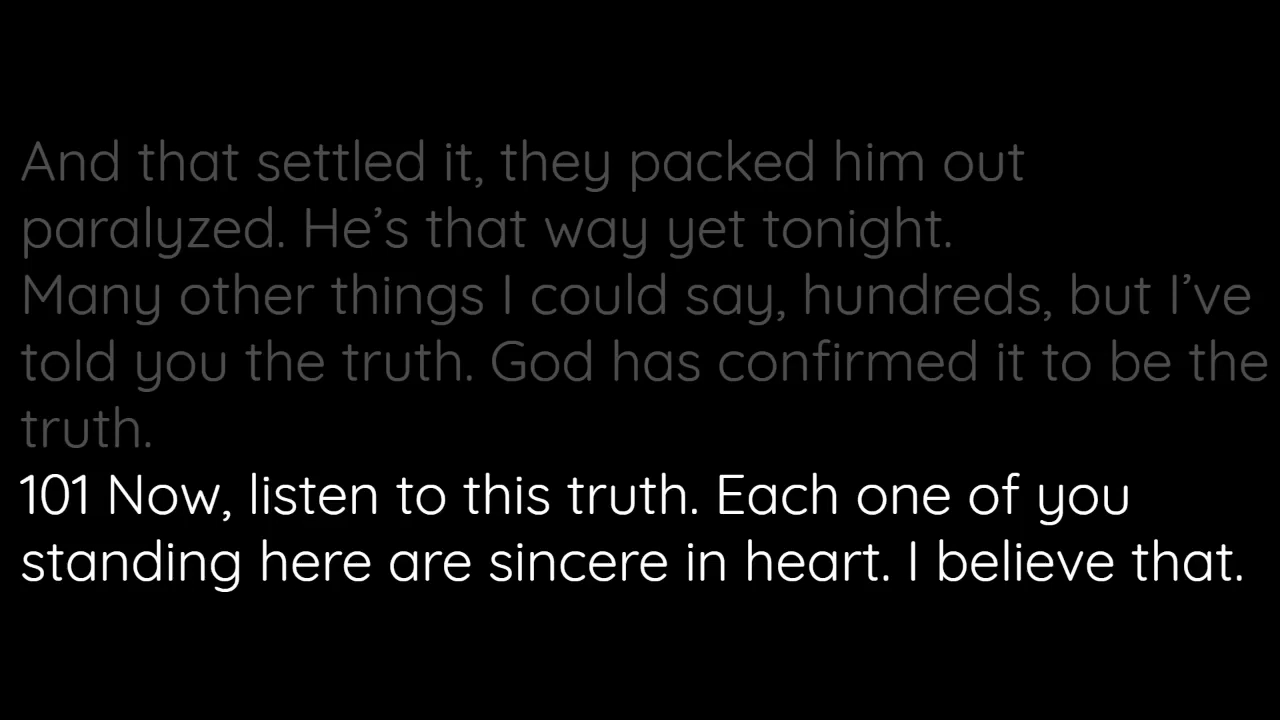 And that settled it, they packed him out
paralyzed. He’s that way yet tonight.
Many other things I could say, hundreds, but I’ve
told you the truth. God has confirmed it to be the
truth.
101 Now, listen to this truth. Each one of you
standing here are sincere in heart. I believe that.